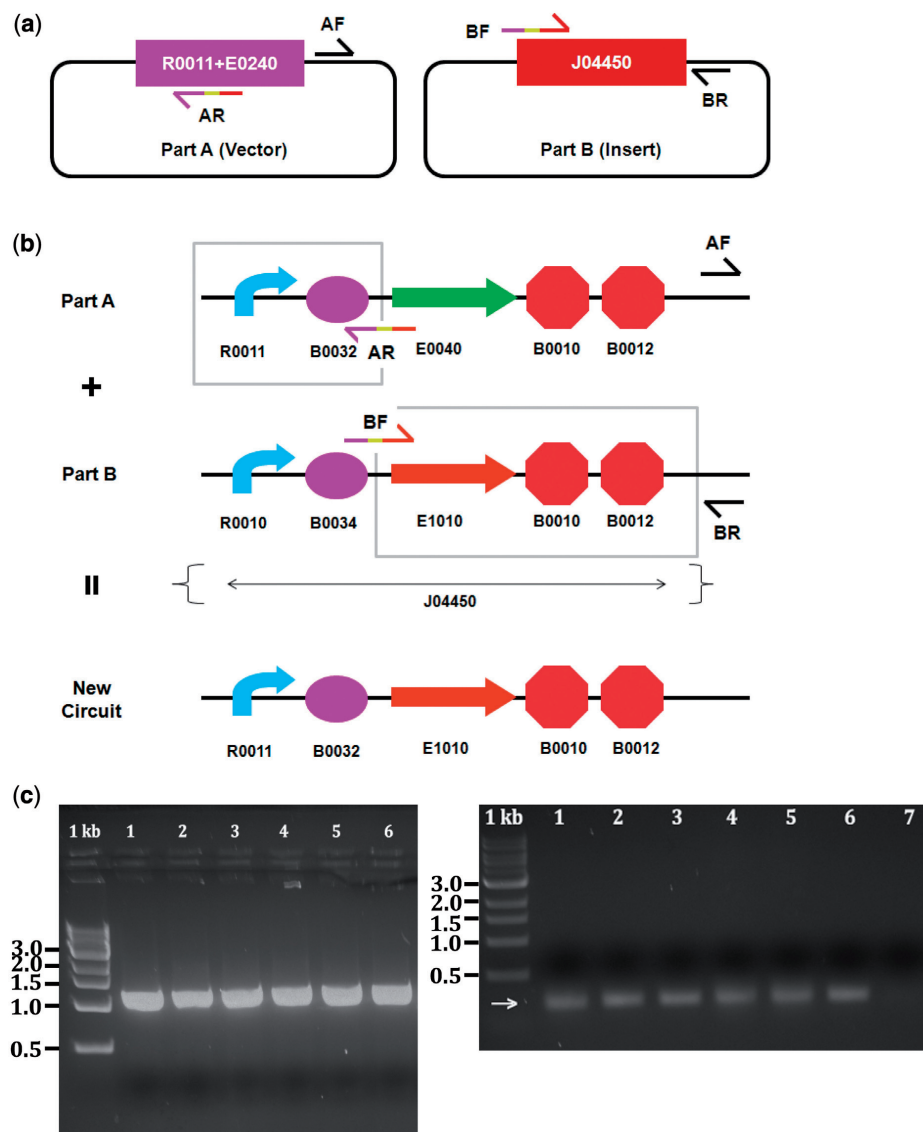 (a)
AF
R0011+E0240
AR
Part A (Vector)
BF
J04450
BR
Part B (Insert)
(b)
AF
Part A
R0011
B0032
AR
E0040
B0010
B0012
+
BF
Part B
R0010
B0034
E1010
B0010
B0012
BR
=
J04450
New
Circuit
R0011
B0032
E1010
B0010
B0012
(c)
1 kb 1 2 3 4 5 6
3.0
2.0
1.5
1.0
0.5
1 kb 1 2 3 4 5 6 7
3.0
2.0
1.5
1.0
0.5